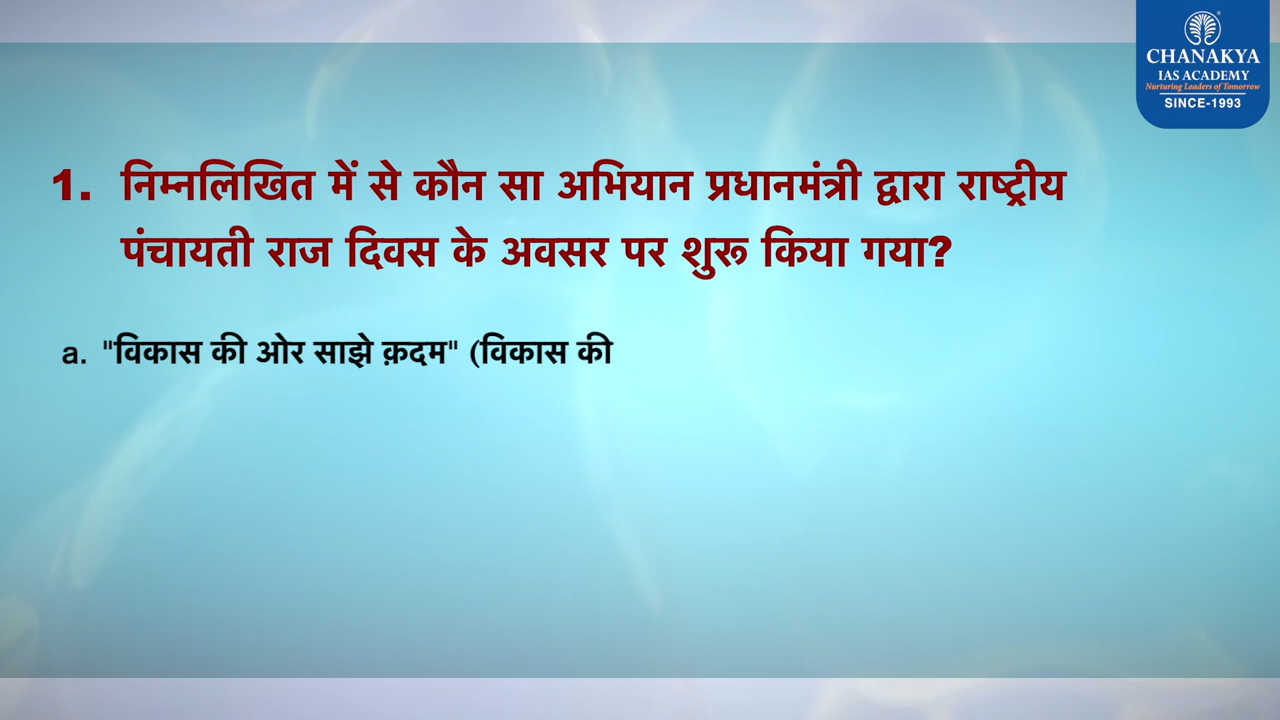 CHANAKYA
IAS ACADEMY
Nurturing Leaders of Tomorrow
SINCE-1993
1. निम्नलिखित में से कौन सा अभियान प्रधानमंत्री द्वारा राष्ट्रीय
पंचायती राज दिवस के अवसर पर शुरू किया गया?
a. "विकास की ओर साझे क़दम" (विकास की